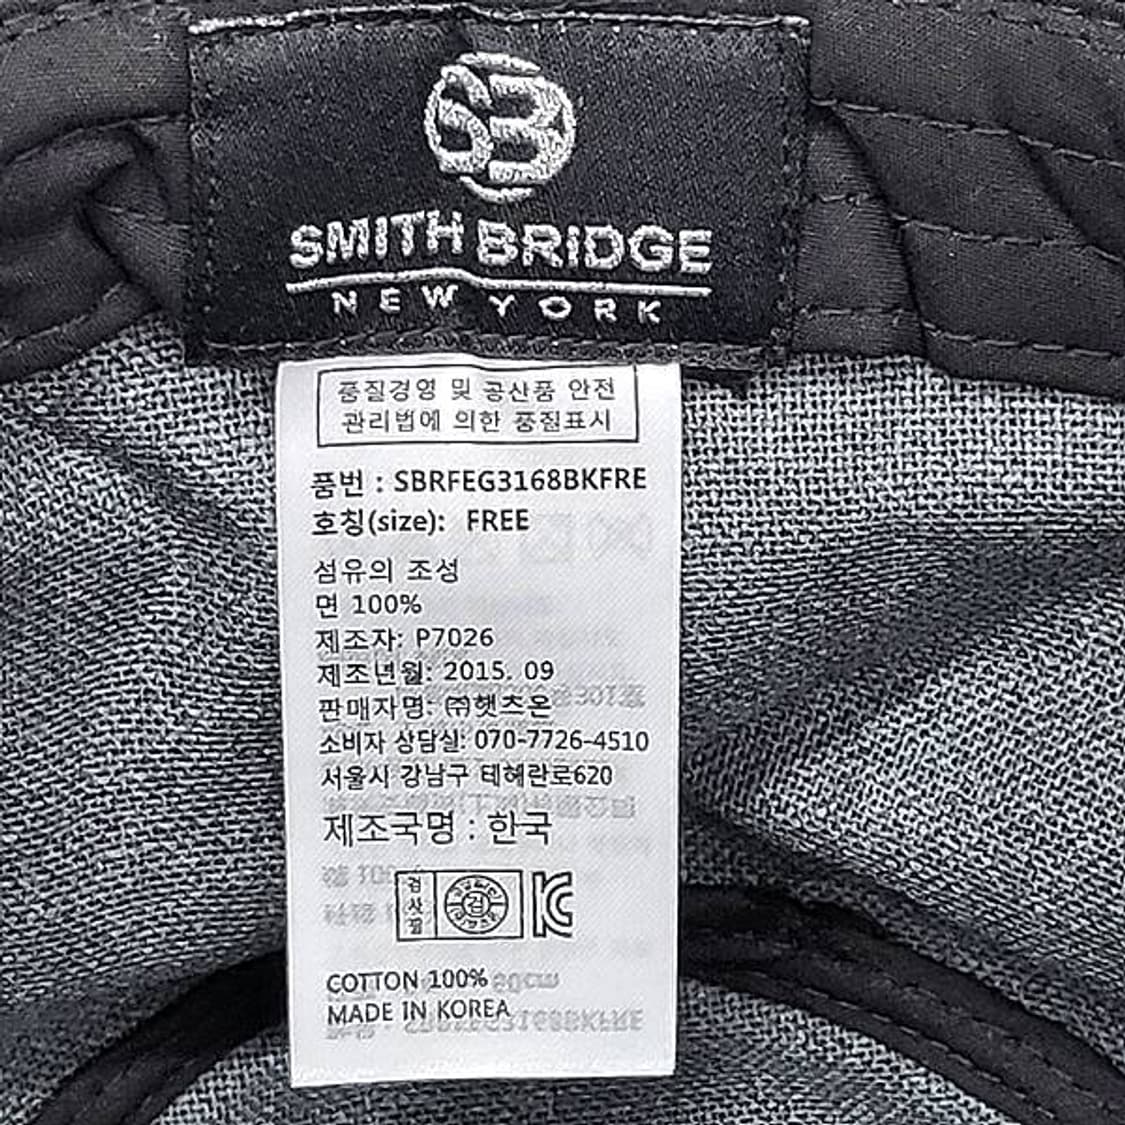 SB
SMITH BRIDGE
NEW YORK
품질경영 및 공산품 안전
관리법에 의한 품질표시
품번 : SBRFEG3168BKFRE
호칭(size): FREE
섬유의 조성
면 100%
제조자: P7026
제조년월: 2015. 09
판매자명: ㈜햇츠온
소비자 상담실: 070-7726-4510
서울시 강남구 테헤란로620
제조국명 : 한국
검사필
검
KC
COTTON 100%
MADE IN KOREA